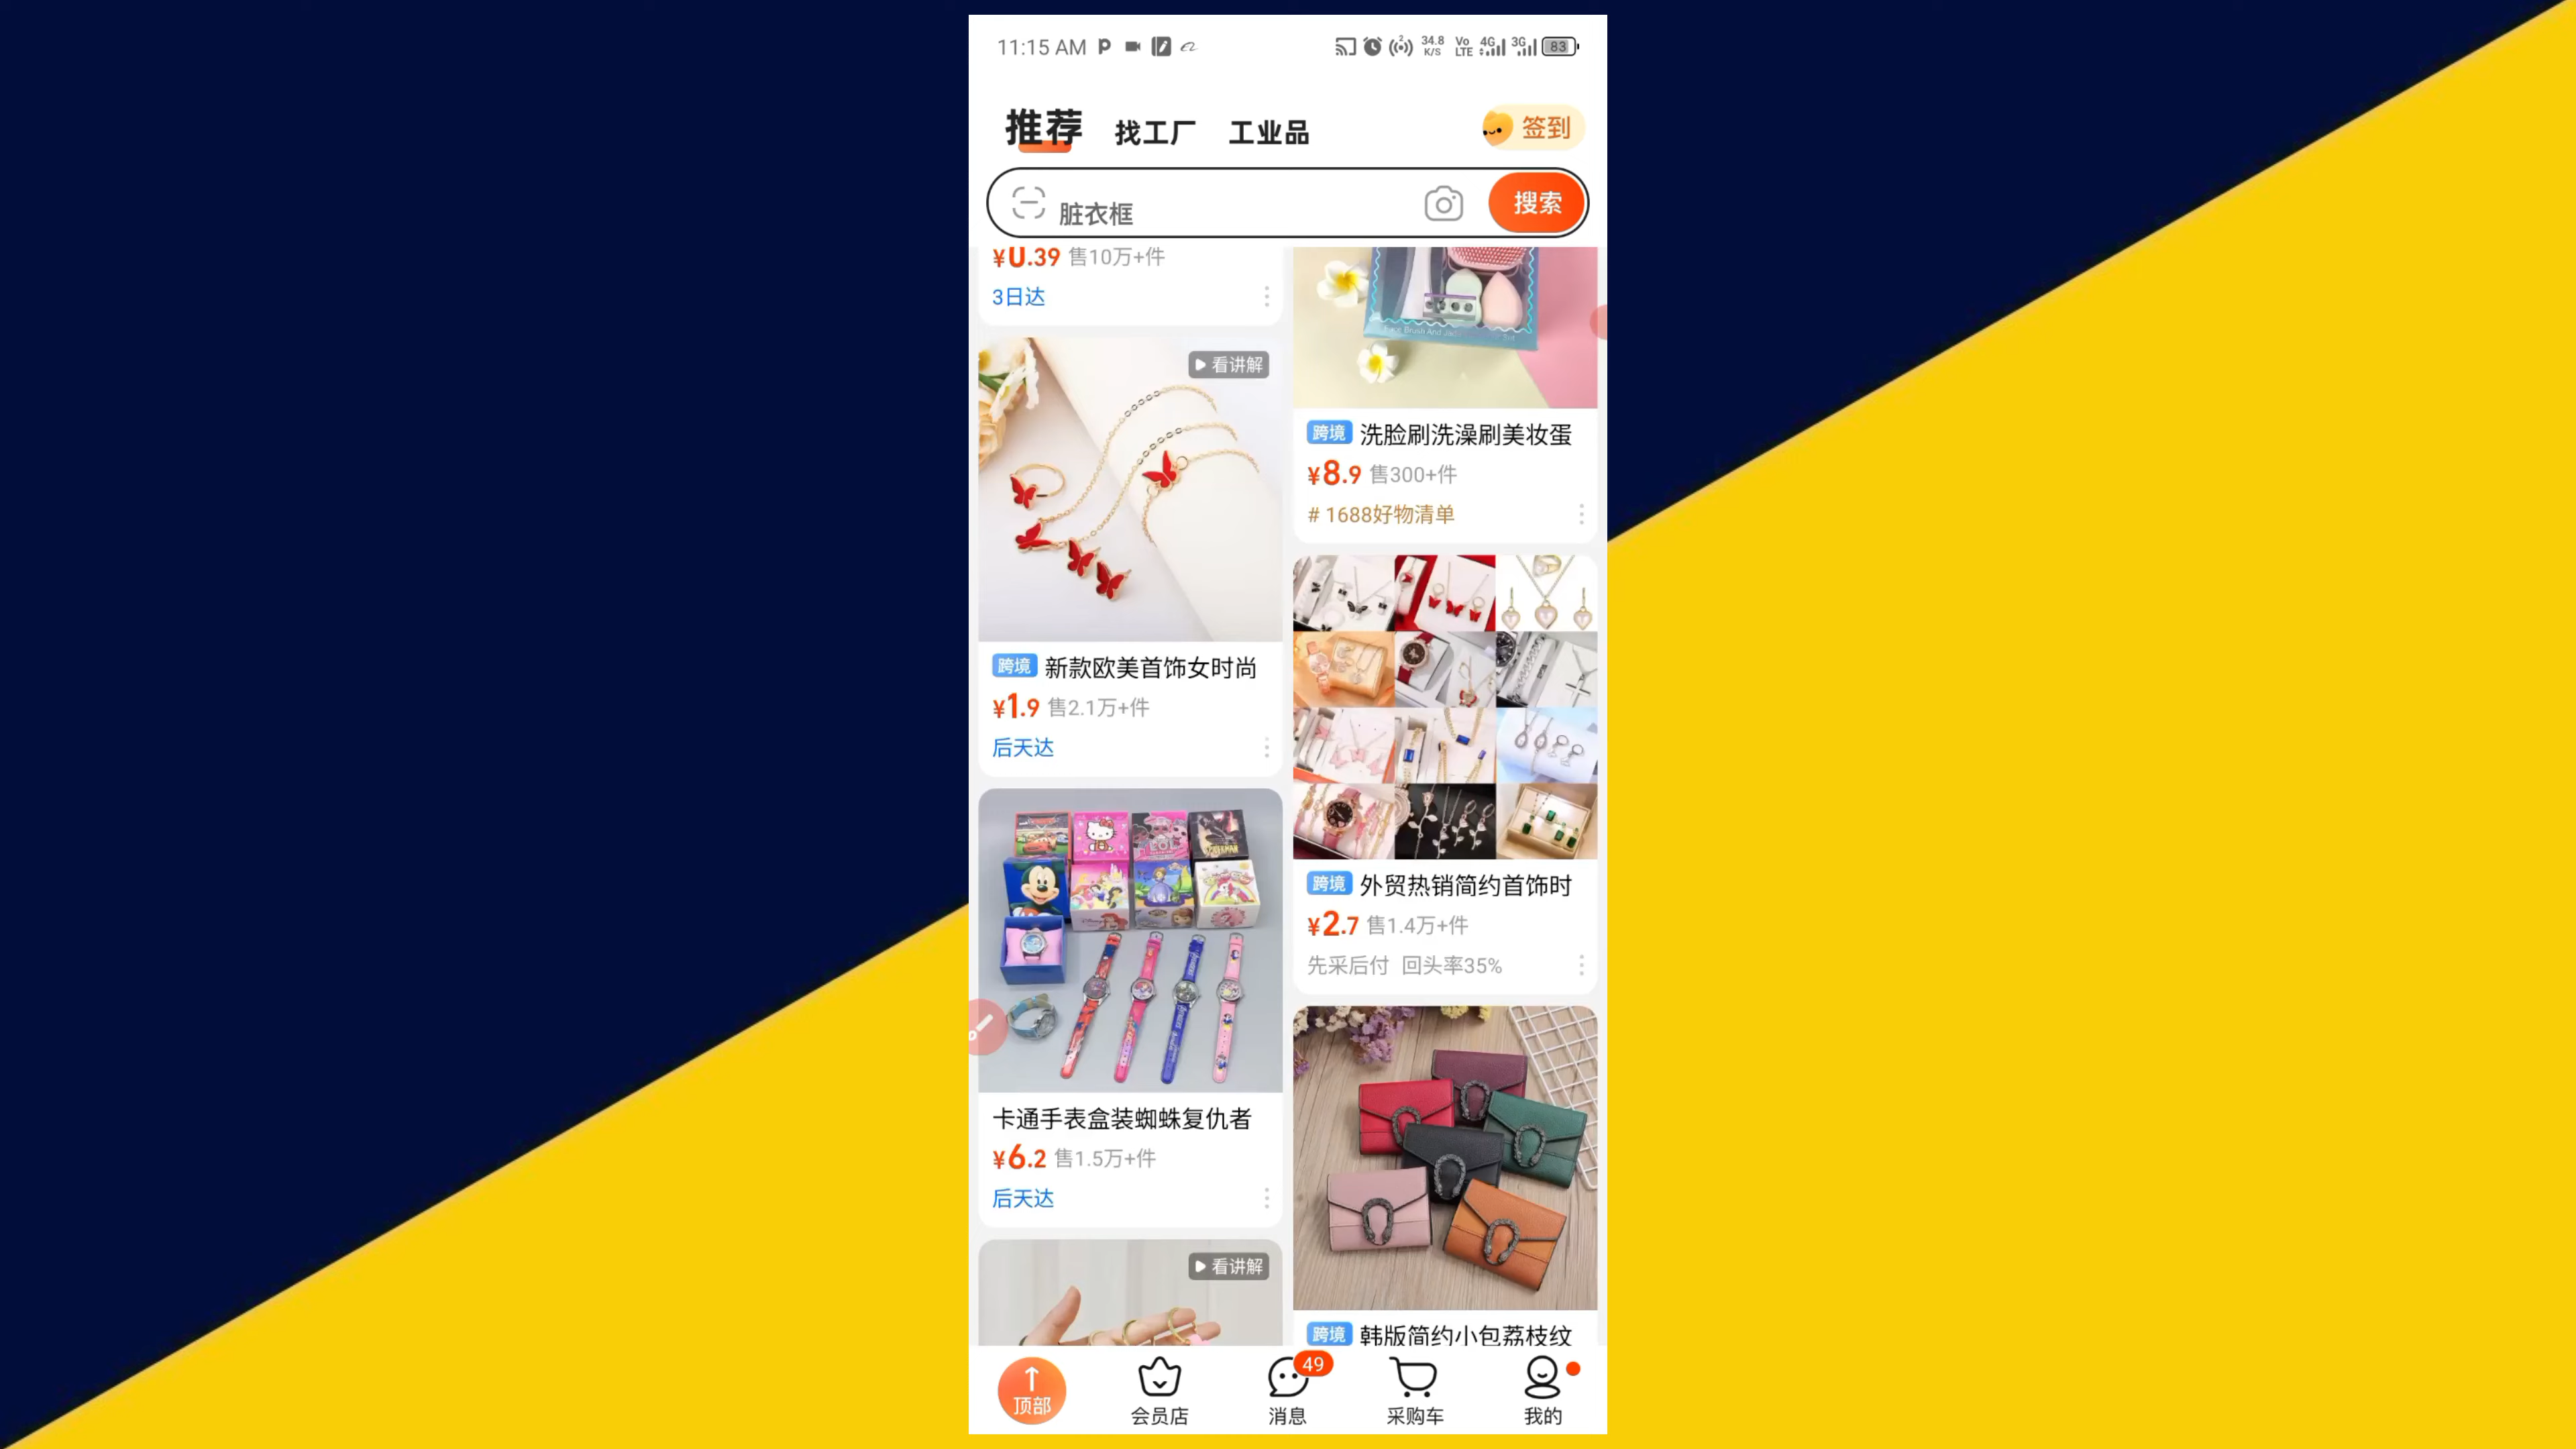 11:15 AM
34.8 K/S
Vo LTE 4G 3G 83
推荐 找工厂 工业品 签到
脏衣框 搜索
¥0.39 售10万+件
3日达
看讲解
跨境 新款欧美首饰女时尚
¥1.9 售2.1万+件
后天达
卡通手表盒装蜘蛛复仇者
¥6.2 售1.5万+件
后天达
看讲解
跨境 洗脸刷洗澡刷美妆蛋
¥8.9 售300+件
# 1688好物清单
跨境 外贸热销简约首饰时
¥2.7 售1.4万+件
先采后付 回头率35%
跨境 韩版简约小包荔枝纹
顶部 会员店 消息 49 采购车 我的